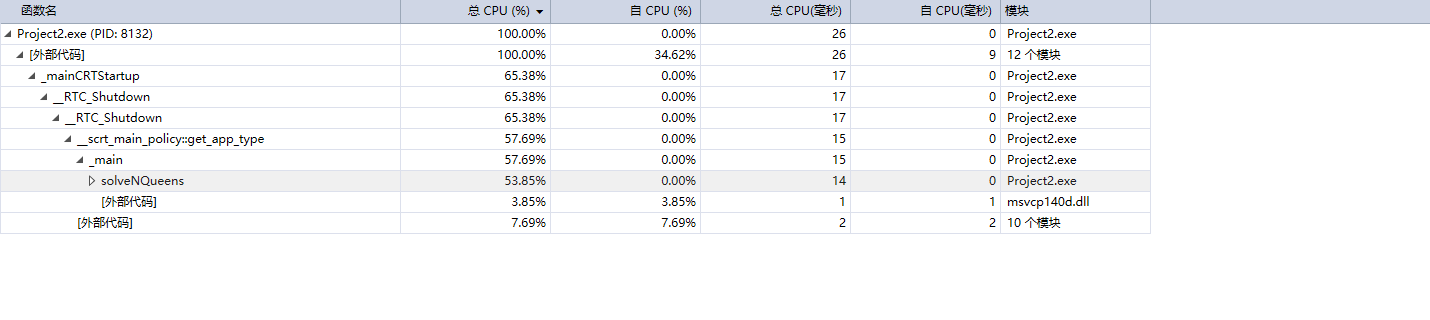 函数名 总 CPU (%) 自 CPU (%) 总 CPU(毫秒) 自 CPU(毫秒) 模块
Project2.exe (PID: 8132) 100.00% 0.00% 26 0 Project2.exe
[外部代码] 100.00% 34.62% 26 9 12 个模块
_mainCRTStartup 65.38% 0.00% 17 0 Project2.exe
__RTC_Shutdown 65.38% 0.00% 17 0 Project2.exe
__RTC_Shutdown 65.38% 0.00% 17 0 Project2.exe
__scrt_main_policy::get_app_type 57.69% 0.00% 15 0 Project2.exe
_main 57.69% 0.00% 15 0 Project2.exe
solveNQueens 53.85% 0.00% 14 0 Project2.exe
[外部代码] 3.85% 3.85% 1 1 msvcp140d.dll
[外部代码] 7.69% 7.69% 2 2 10 个模块